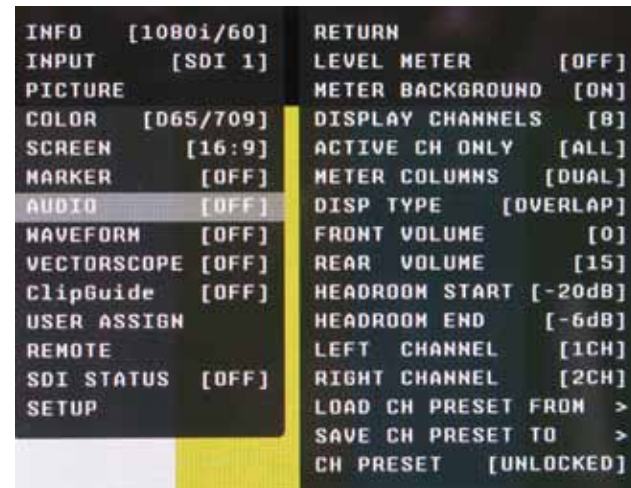 INFO [1080i/60]
INPUT [SDI 1]
PICTURE
COLOR [D65/709]
SCREEN [16:9]
MARKER [OFF]
AUDIO [OFF]
WAVEFORM [OFF]
VECTORSCOPE [OFF]
ClipGuide [OFF]
USER ASSIGN
REMOTE
SDI STATUS [OFF]
SETUP
RETURN
LEVEL METER [OFF]
METER BACKGROUND [ON]
DISPLAY CHANNELS [8]
ACTIVE CH ONLY [ALL]
METER COLUMNS [DUAL]
DISP TYPE [OVERLAP]
FRONT VOLUME [0]
REAR VOLUME [15]
HEADROOM START [-20dB]
HEADROOM END [-6dB]
LEFT CHANNEL [1CH]
RIGHT CHANNEL [2CH]
LOAD CH PRESET FROM >
SAVE CH PRESET TO >
CH PRESET [UNLOCKED]